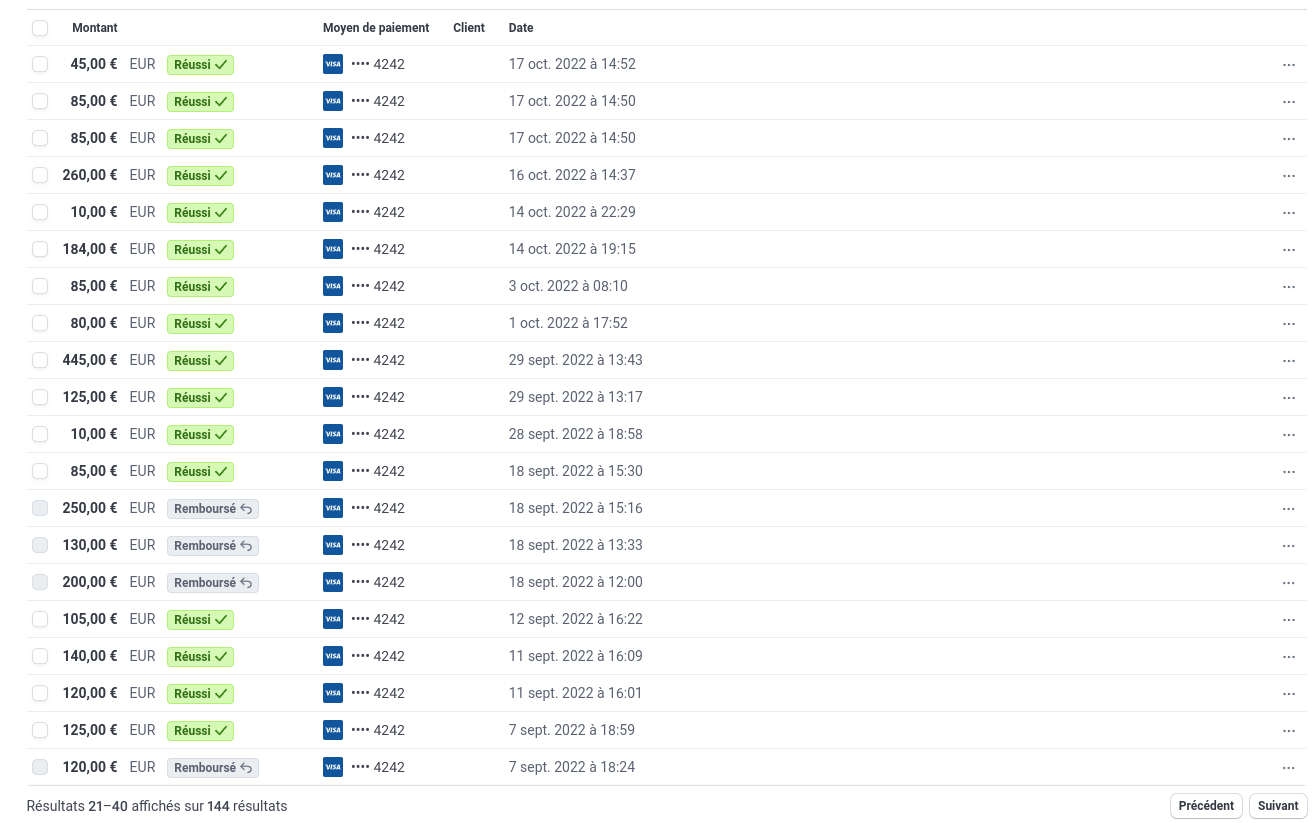 Montant Moyen de paiement Client Date
45,00 € EUR Réussi VISA •••• 4242 17 oct. 2022 à 14:52 ...
85,00 € EUR Réussi VISA •••• 4242 17 oct. 2022 à 14:50 ...
85,00 € EUR Réussi VISA •••• 4242 17 oct. 2022 à 14:50 ...
260,00 € EUR Réussi VISA •••• 4242 16 oct. 2022 à 14:37 ...
10,00 € EUR Réussi VISA •••• 4242 14 oct. 2022 à 22:29 ...
184,00 € EUR Réussi VISA •••• 4242 14 oct. 2022 à 19:15 ...
85,00 € EUR Réussi VISA •••• 4242 3 oct. 2022 à 08:10 ...
80,00 € EUR Réussi VISA •••• 4242 1 oct. 2022 à 17:52 ...
445,00 € EUR Réussi VISA •••• 4242 29 sept. 2022 à 13:43 ...
125,00 € EUR Réussi VISA •••• 4242 29 sept. 2022 à 13:17 ...
10,00 € EUR Réussi VISA •••• 4242 28 sept. 2022 à 18:58 ...
85,00 € EUR Réussi VISA •••• 4242 18 sept. 2022 à 15:30 ...
250,00 € EUR Remboursé VISA •••• 4242 18 sept. 2022 à 15:16 ...
130,00 € EUR Remboursé VISA •••• 4242 18 sept. 2022 à 13:33 ...
200,00 € EUR Remboursé VISA •••• 4242 18 sept. 2022 à 12:00 ...
105,00 € EUR Réussi VISA •••• 4242 12 sept. 2022 à 16:22 ...
140,00 € EUR Réussi VISA •••• 4242 11 sept. 2022 à 16:09 ...
120,00 € EUR Réussi VISA •••• 4242 11 sept. 2022 à 16:01 ...
125,00 € EUR Réussi VISA •••• 4242 7 sept. 2022 à 18:59 ...
120,00 € EUR Remboursé VISA •••• 4242 7 sept. 2022 à 18:24 ...
Résultats 21–40 affichés sur 144 résultats Précédent Suivant